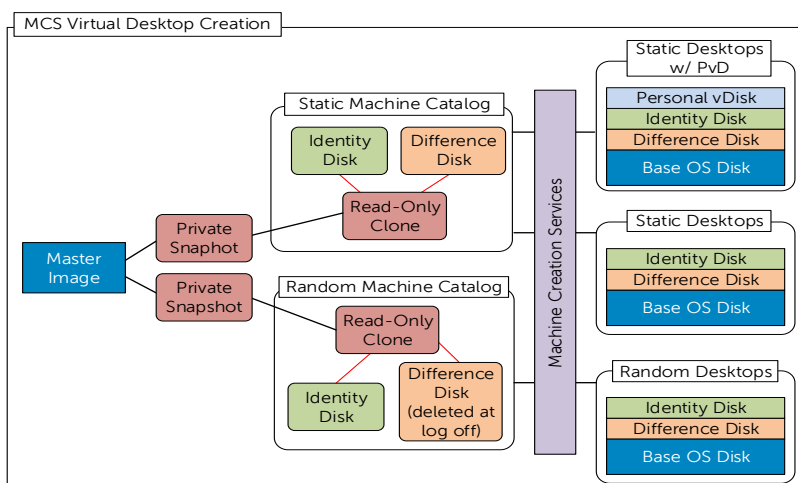 MCS Virtual Desktop Creation
Master
Image
Private
Snaphot
Private
Snapshot
Static Machine Catalog
Identity
Disk
Difference
Disk
Read-Only
Clone
Random Machine Catalog
Read-Only
Clone
Identity
Disk
Difference
Disk
(deleted at
log off)
Machine Creation Services
Static Desktops
w/ PvD
Personal vDisk
Identity Disk
Difference Disk
Base OS Disk
Static Desktops
Identity Disk
Difference Disk
Base OS Disk
Random Desktops
Identity Disk
Difference Disk
Base OS Disk